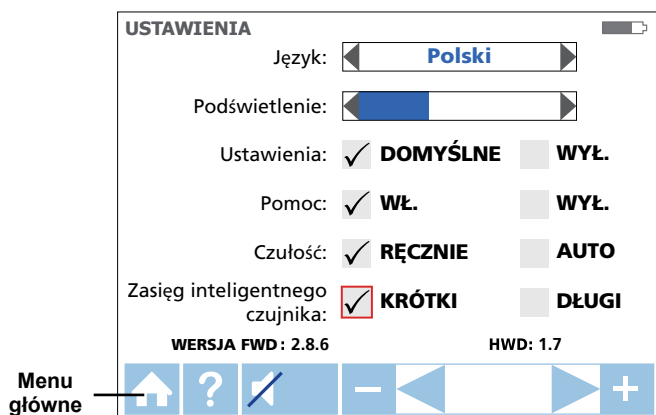 USTAWIENIA
Język: Polski
Podświetlenie:
Ustawienia: DOMYŚLNE WYŁ.
Pomoc: WŁ. WYŁ.
Czułość: RĘCZNIE AUTO
Zasięg inteligentnego
czujnika: KRÓTKI DŁUGI
WERSJA FWD : 2.8.6 HWD: 1.7
Menu
główne
? − +